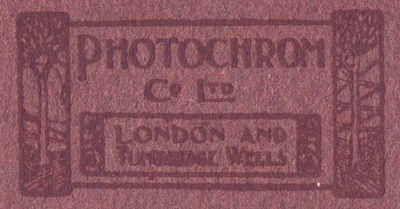 PHOTOCHROM
Co LTD
LONDON AND
TUNBRIDGE WELLS